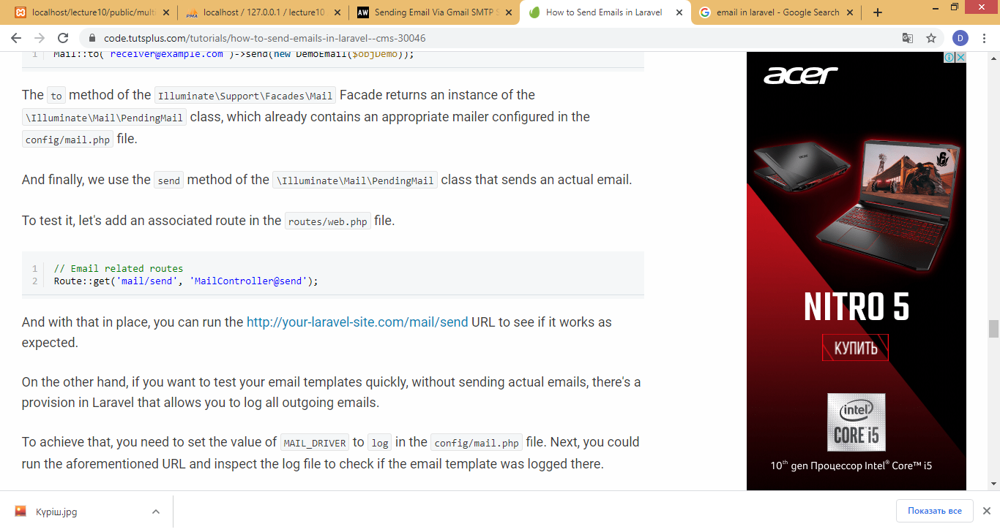 localhost/lecture10/public/mult
localhost / 127.0.0.1 / lecture10
AW Sending Email Via Gmail SMTP S
How to Send Emails in Laravel
email in laravel - Google Search
code.tutsplus.com/tutorials/how-to-send-emails-in-laravel--cms-30046
D
1 Mail::to("receiver@example.com")->send(new DemoEmail($objDemo));
The to method of the Illuminate\Support\Facades\Mail Facade returns an instance of the
\Illuminate\Mail\PendingMail class, which already contains an appropriate mailer configured in the
config/mail.php file.
And finally, we use the send method of the \Illuminate\Mail\PendingMail class that sends an actual email.
To test it, let's add an associated route in the routes/web.php file.
1 // Email related routes
2 Route::get('mail/send', 'MailController@send');
And with that in place, you can run the http://your-laravel-site.com/mail/send URL to see if it works as
expected.
On the other hand, if you want to test your email templates quickly, without sending actual emails, there's a
provision in Laravel that allows you to log all outgoing emails.
To achieve that, you need to set the value of MAIL_DRIVER to log in the config/mail.php file. Next, you could
run the aforementioned URL and inspect the log file to check if the email template was logged there.
acer
NITRO 5
КУПИТЬ
intel
CORE i5
10th gen Процессор Intel® Core™ i5
Күріш.jpg
Показать все